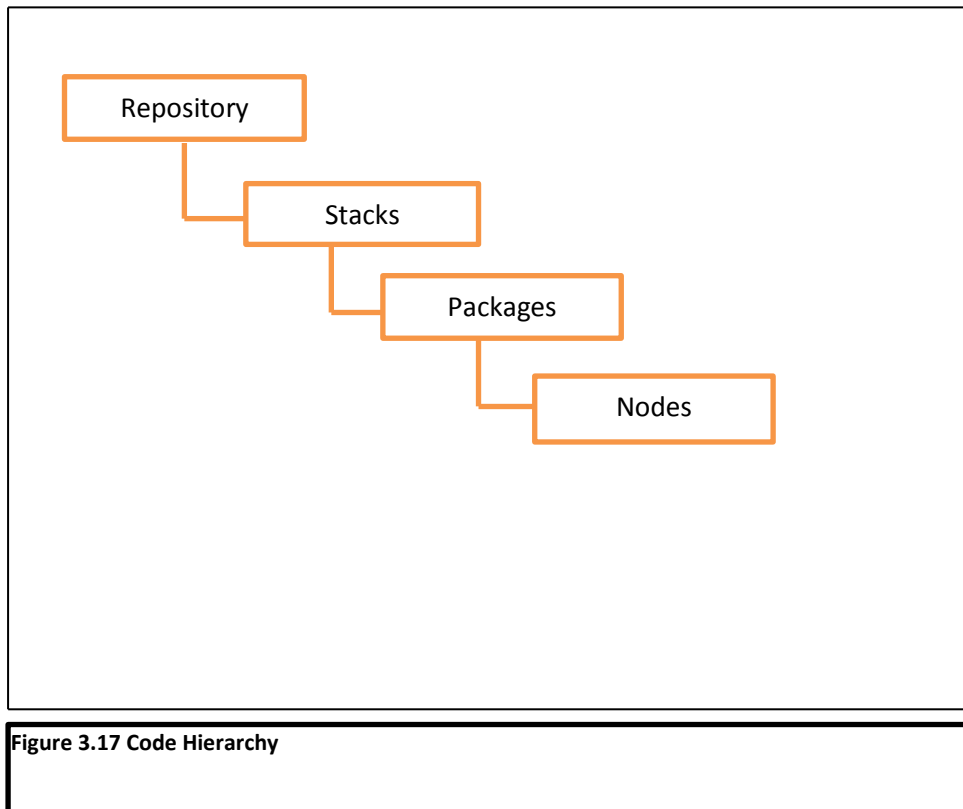 Repository
Stacks
Packages
Nodes
Figure 3.17 Code Hierarchy